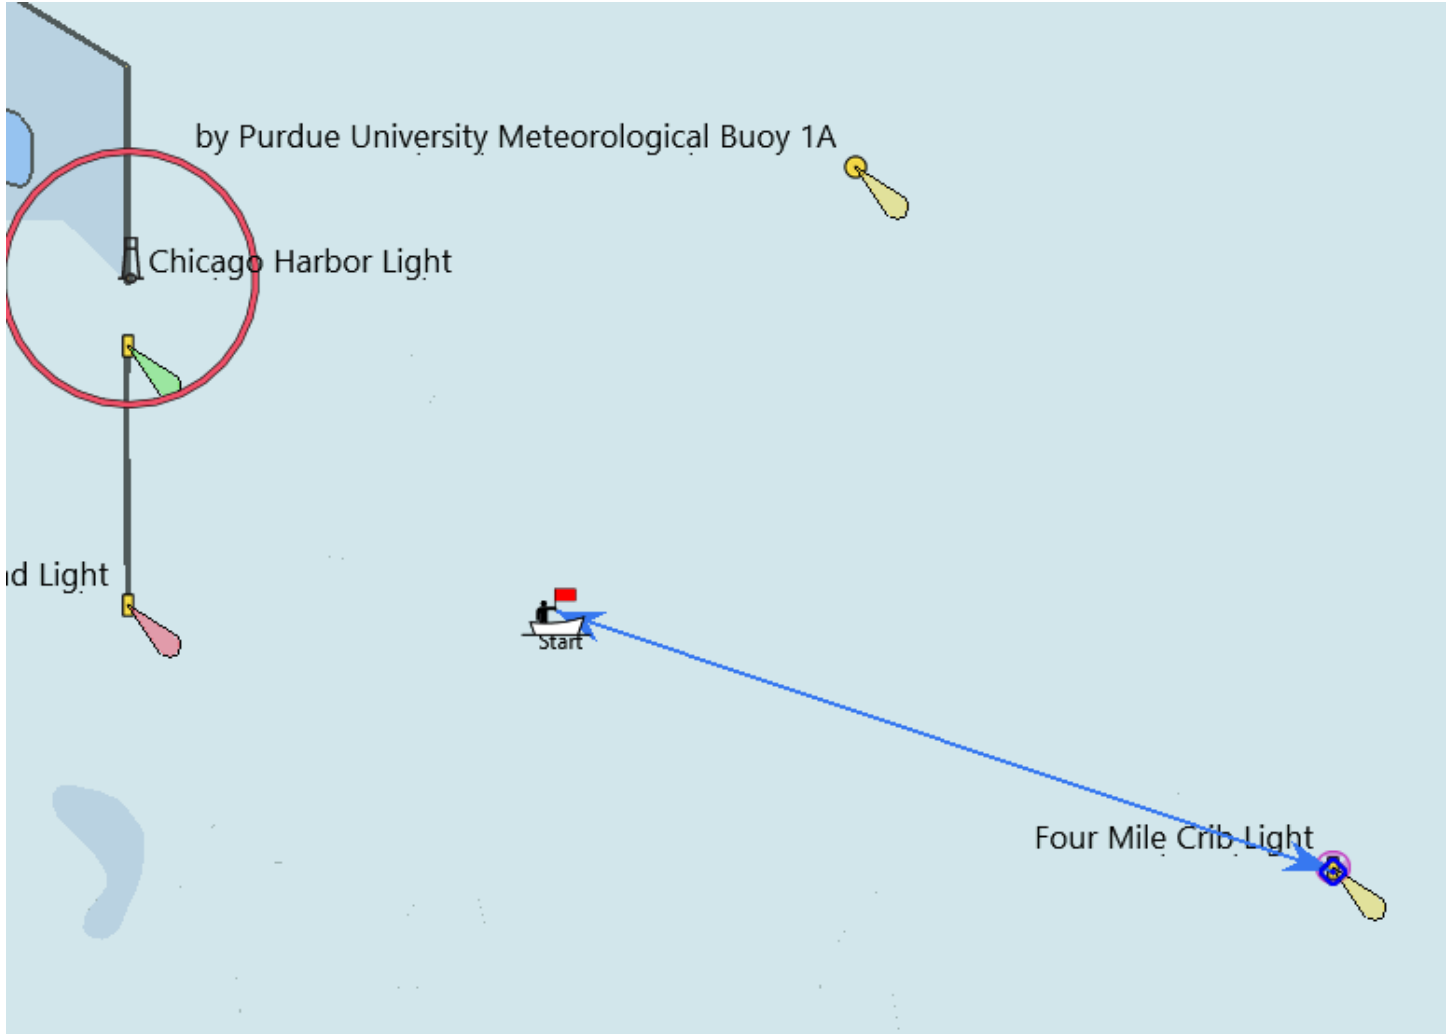 by Purdue University Meteorological Buoy 1A
Chicago Harbor Light
d Light
Start
Four Mile Crib Light